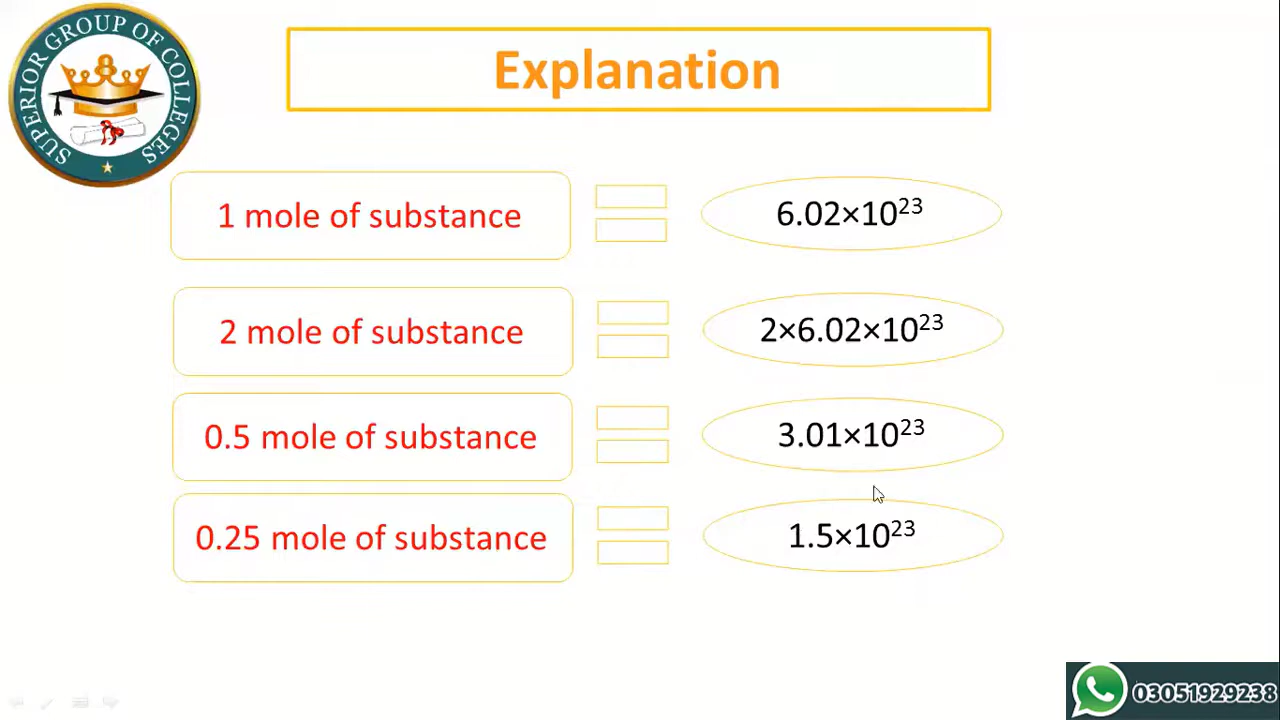 SUPERIOR GROUP OF COLLEGES
Explanation
1 mole of substance
6.02×10²³
2 mole of substance
2×6.02×10²³
0.5 mole of substance
3.01×10²³
0.25 mole of substance
1.5×10²³
03051929238